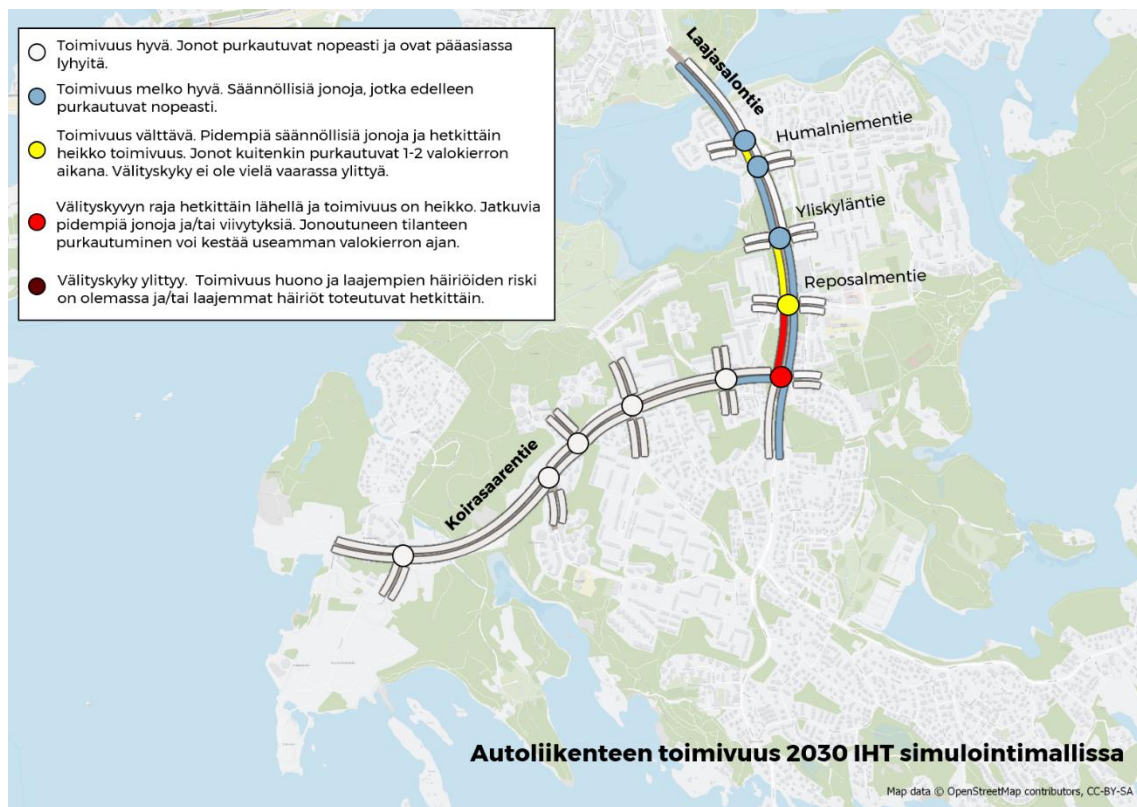 Toimivuus hyvä. Jonot purkautuvat nopeasti ja ovat pääasiassa
lyhyitä.
Toimivuus melko hyvä. Säännöllisiä jonoja, jotka edelleen
purkautuvat nopeasti.
Toimivuus välttävä. Pidempiä säännöllisiä jonoja ja hetkittäin
heikko toimivuus. Jonot kuitenkin purkautuvat 1-2 valokierron
aikana. Välityskyky ei ole vielä vaarassa ylittyä.
Välityskyvyn raja hetkittäin lähellä ja toimivuus on heikko. Jatkuvia
pidempiä jonoja ja/tai viivytyksiä. Jonoutuneen tilanteen
purkautuminen voi kestää useamman valokierron ajan.
Välityskyky ylittyy. Toimivuus huono ja laajempien häiriöiden riski
on olemassa ja/tai laajemmat häiriöt toteutuvat hetkittäin.
Laajasalontie
Humalniementie
Yliskyläntie
Reposalmentie
Koirasaarentie
Autoliikenteen toimivuus 2030 IHT simulointimallissa
Map data © OpenStreetMap contributors, CC-BY-SA